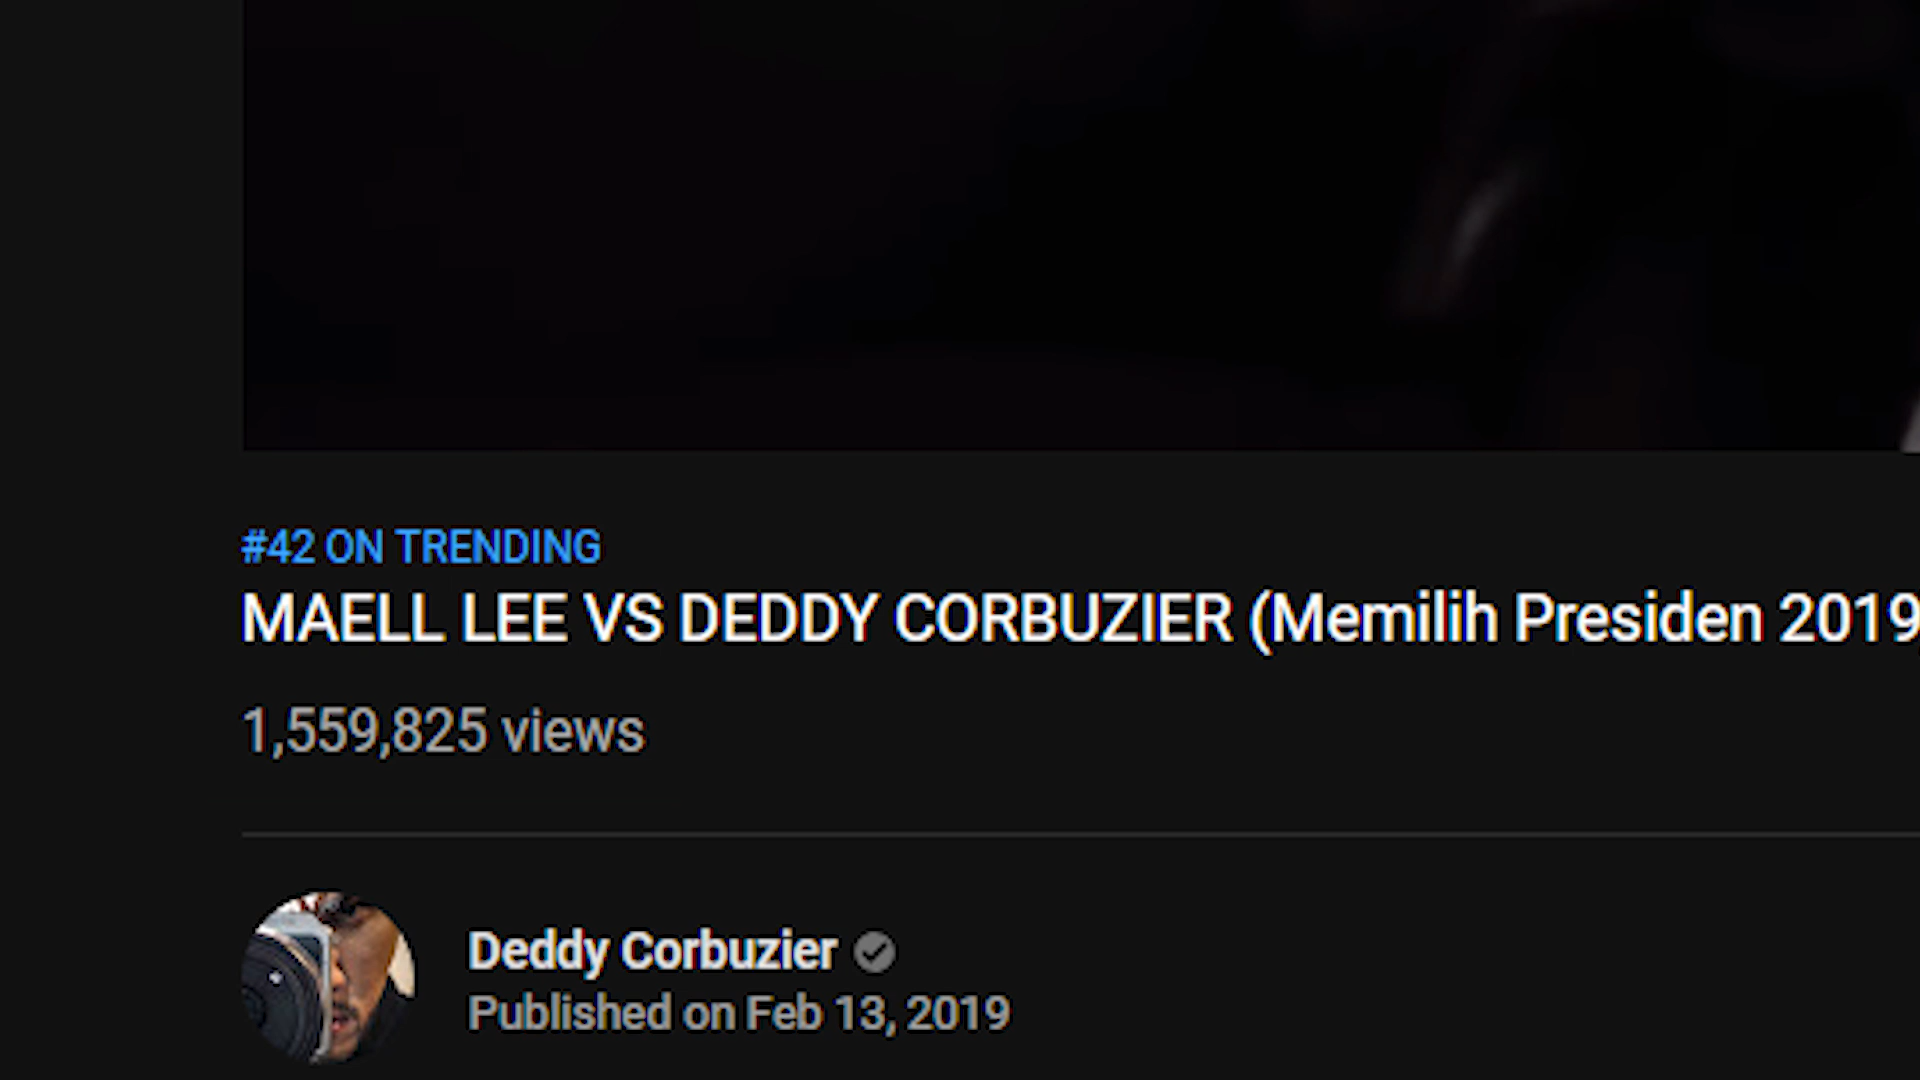 #42 ON TRENDING
MAELL LEE VS DEDDY CORBUZIER (Memilih Presiden 2019
1,559,825 views
Deddy Corbuzier
Published on Feb 13, 2019